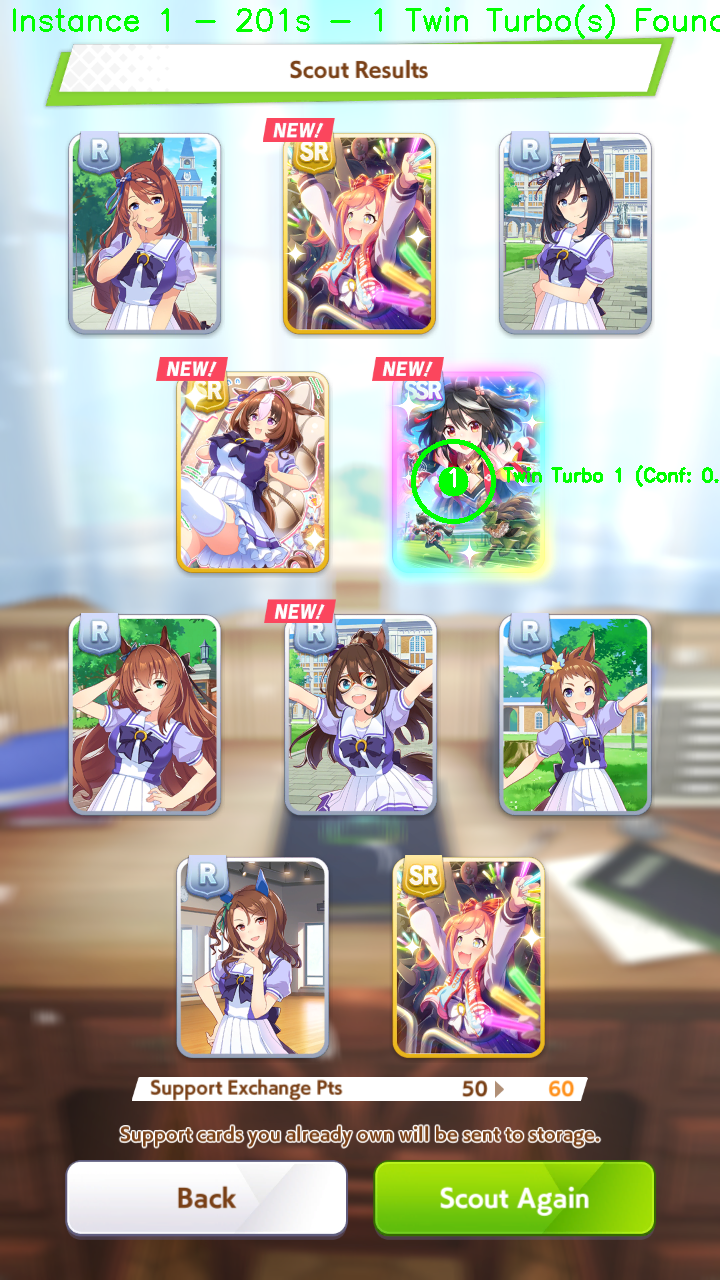 Instance 1 - 201s - 1 Twin Turbo(s) Found
Scout Results
R
NEW!
SR
R
NEW!
SR
NEW!
SSR
1
Twin Turbo 1 (Conf: 0.
R
NEW!
R
R
R
SR
Support Exchange Pts 50 60
Support cards you already own will be sent to storage.
Back
Scout Again